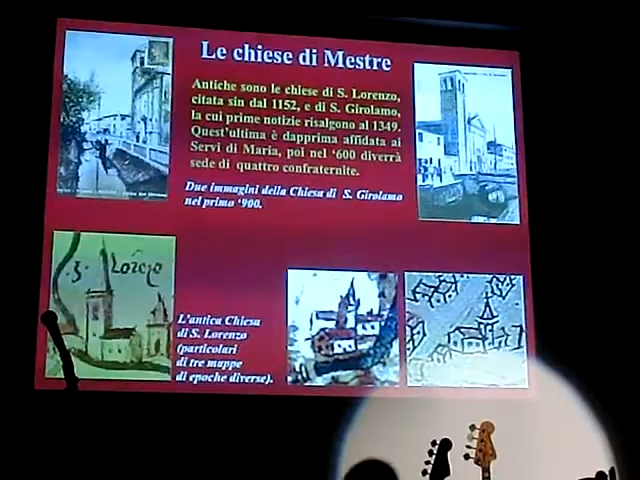 Le chiese di Mestre
Antiche sono le chiese di S. Lorenzo,
citata sin dal 1152, e di S. Girolamo,
la cui prime notizie risalgono al 1349.
Quest'ultima è dapprima affidata ai
Servi di Maria, poi nel '600 diverrà
sede di quattro confraternite.
Due immagini della Chiesa di S. Girolamo
nel primo '900.
L'antica Chiesa
di S. Lorenzo
(particolari
di tre mappe
di epoche diverse).